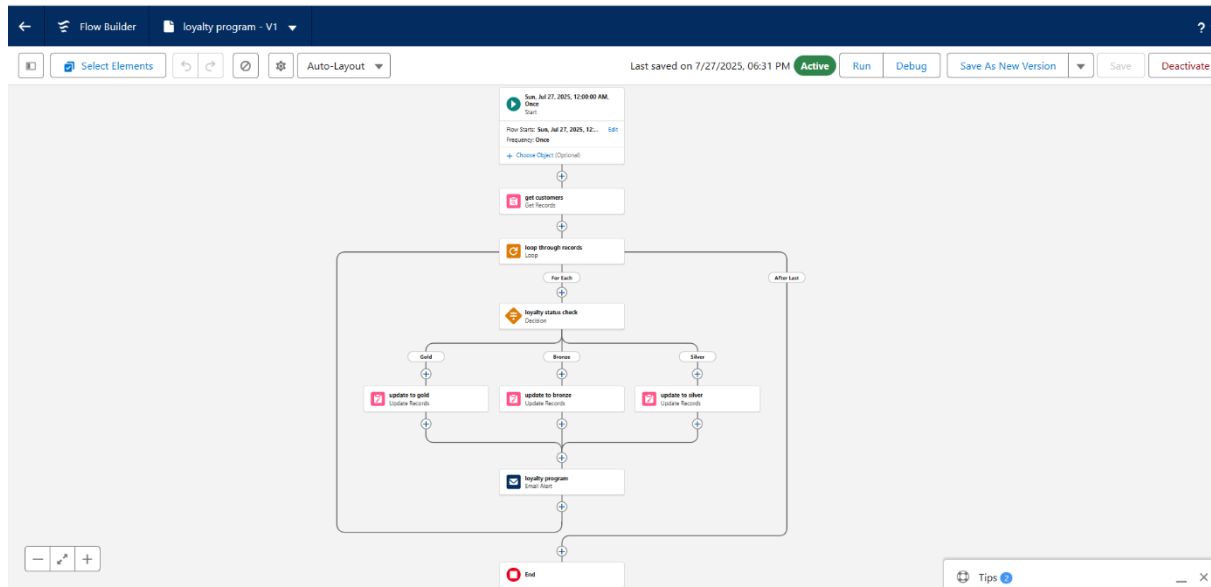 Flow Builder
loyalty program - V1
?
Select Elements
Auto-Layout
Last saved on 7/27/2025, 06:31 PM
Active
Run
Debug
Save As New Version
Save
Deactivate
Sun, Jul 27, 2025, 12:00:00 AM,
Once
Start
Flow Starts: Sun, Jul 27, 2025, 12:... Edit
Frequency: Once
+ Choose Object (Optional)
get customers
Get Records
loop through records
Loop
For Each
After Last
loyalty status check
Decision
Gold
Bronze
Silver
update to gold
Update Records
update to bronze
Update Records
update to silver
Update Records
loyalty program
Email Alert
End
Tips 2